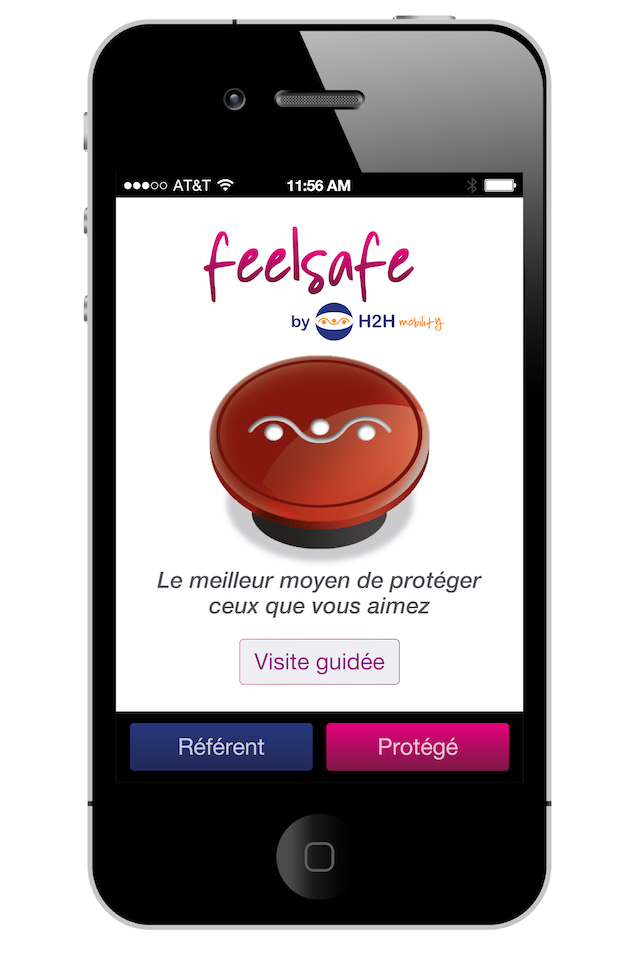 AT&T 11:56 AM
feelsafe
by H2H mobility
Le meilleur moyen de protéger
ceux que vous aimez
Visite guidée
Référent Protégé